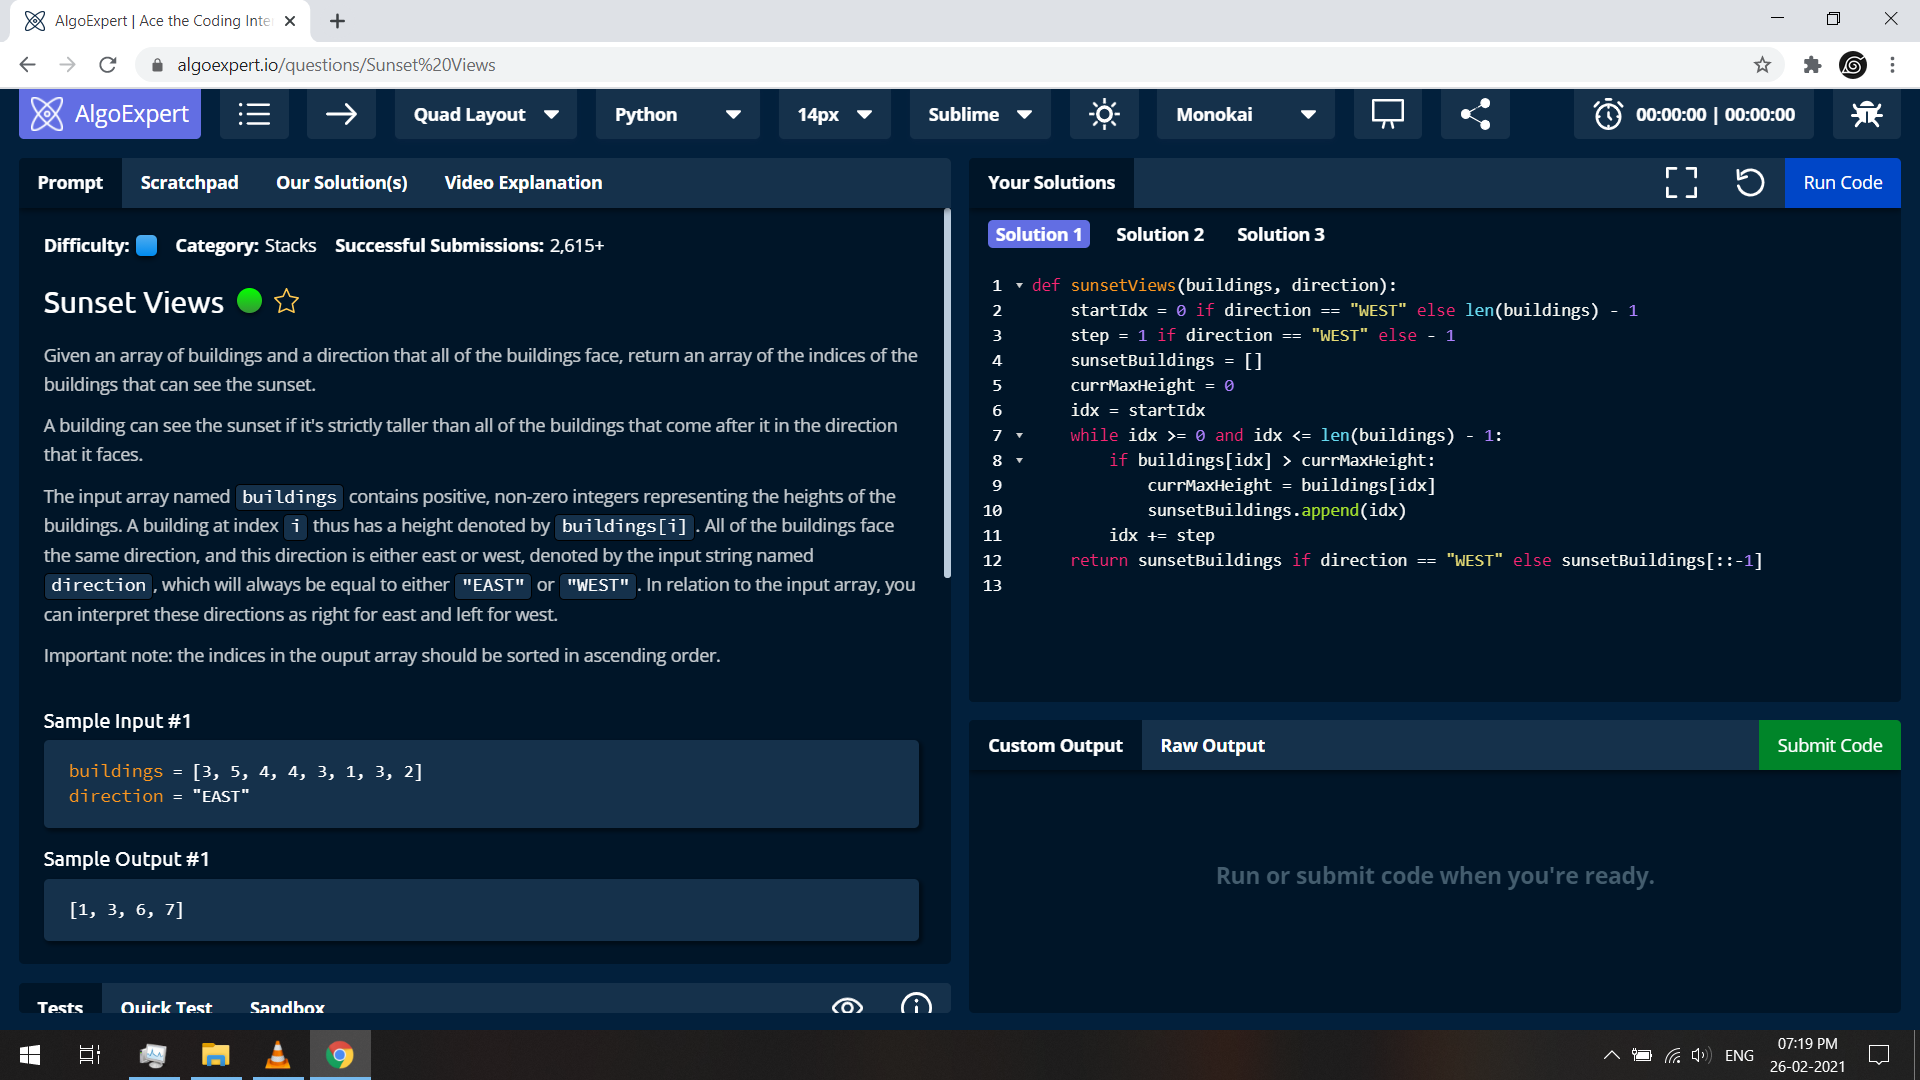 AlgoExpert | Ace the Coding Inte
algoexpert.io/questions/Sunset%20Views
AlgoExpert
Quad Layout
Python
14px
Sublime
Monokai
00:00:00 | 00:00:00
Prompt
Scratchpad
Our Solution(s)
Video Explanation
Difficulty:
Category: Stacks
Successful Submissions: 2,615+
Sunset Views
Given an array of buildings and a direction that all of the buildings face, return an array of the indices of the
buildings that can see the sunset.
A building can see the sunset if it's strictly taller than all of the buildings that come after it in the direction
that it faces.
The input array named buildings contains positive, non-zero integers representing the heights of the
buildings. A building at index i thus has a height denoted by buildings[i] . All of the buildings face
the same direction, and this direction is either east or west, denoted by the input string named
direction , which will always be equal to either "EAST" or "WEST" . In relation to the input array, you
can interpret these directions as right for east and left for west.
Important note: the indices in the ouput array should be sorted in ascending order.
Sample Input #1
buildings = [3, 5, 4, 4, 3, 1, 3, 2]
direction = "EAST"
Sample Output #1
[1, 3, 6, 7]
Tests
Quick Test
Sandbox
Your Solutions
Run Code
Solution 1
Solution 2
Solution 3
1 def sunsetViews(buildings, direction):
2 startIdx = 0 if direction == "WEST" else len(buildings) - 1
3 step = 1 if direction == "WEST" else - 1
4 sunsetBuildings = []
5 currMaxHeight = 0
6 idx = startIdx
7 while idx >= 0 and idx <= len(buildings) - 1:
8 if buildings[idx] > currMaxHeight:
9 currMaxHeight = buildings[idx]
10 sunsetBuildings.append(idx)
11 idx += step
12 return sunsetBuildings if direction == "WEST" else sunsetBuildings[::-1]
13
Custom Output
Raw Output
Submit Code
Run or submit code when you're ready.
ENG
07:19 PM
26-02-2021